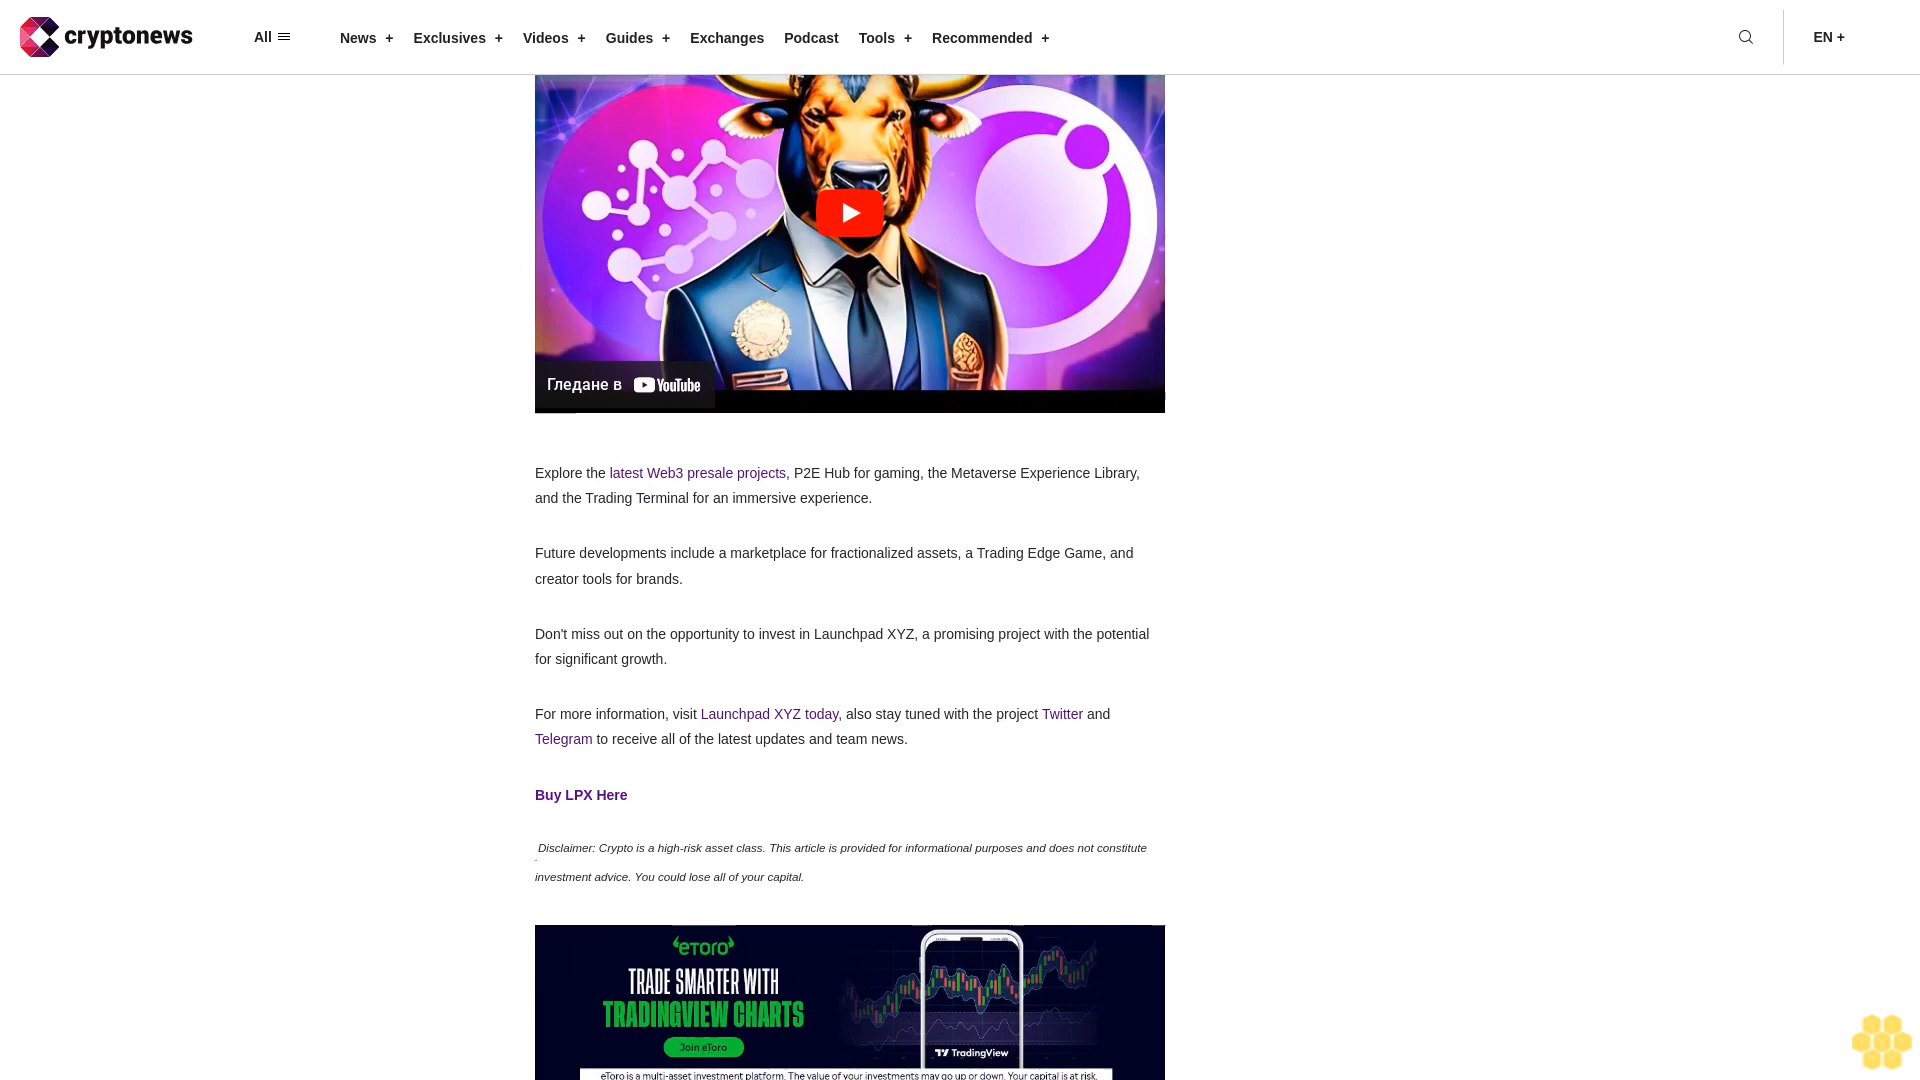 cryptonews
All
News +
Exclusives +
Videos +
Guides +
Exchanges
Podcast
Tools +
Recommended +
EN +
Гледане в YouTube
Explore the latest Web3 presale projects, P2E Hub for gaming, the Metaverse Experience Library,
and the Trading Terminal for an immersive experience.
Future developments include a marketplace for fractionalized assets, a Trading Edge Game, and
creator tools for brands.
Don't miss out on the opportunity to invest in Launchpad XYZ, a promising project with the potential
for significant growth.
For more information, visit Launchpad XYZ today, also stay tuned with the project Twitter and
Telegram to receive all of the latest updates and team news.
Buy LPX Here
Disclaimer: Crypto is a high-risk asset class. This article is provided for informational purposes and does not constitute
investment advice. You could lose all of your capital.
eToro
TRADE SMARTER WITH
TRADINGVIEW CHARTS
Join eToro
TradingView
eToro is a multi-asset investment platform. The value of your investments may go up or down. Your capital is at risk.